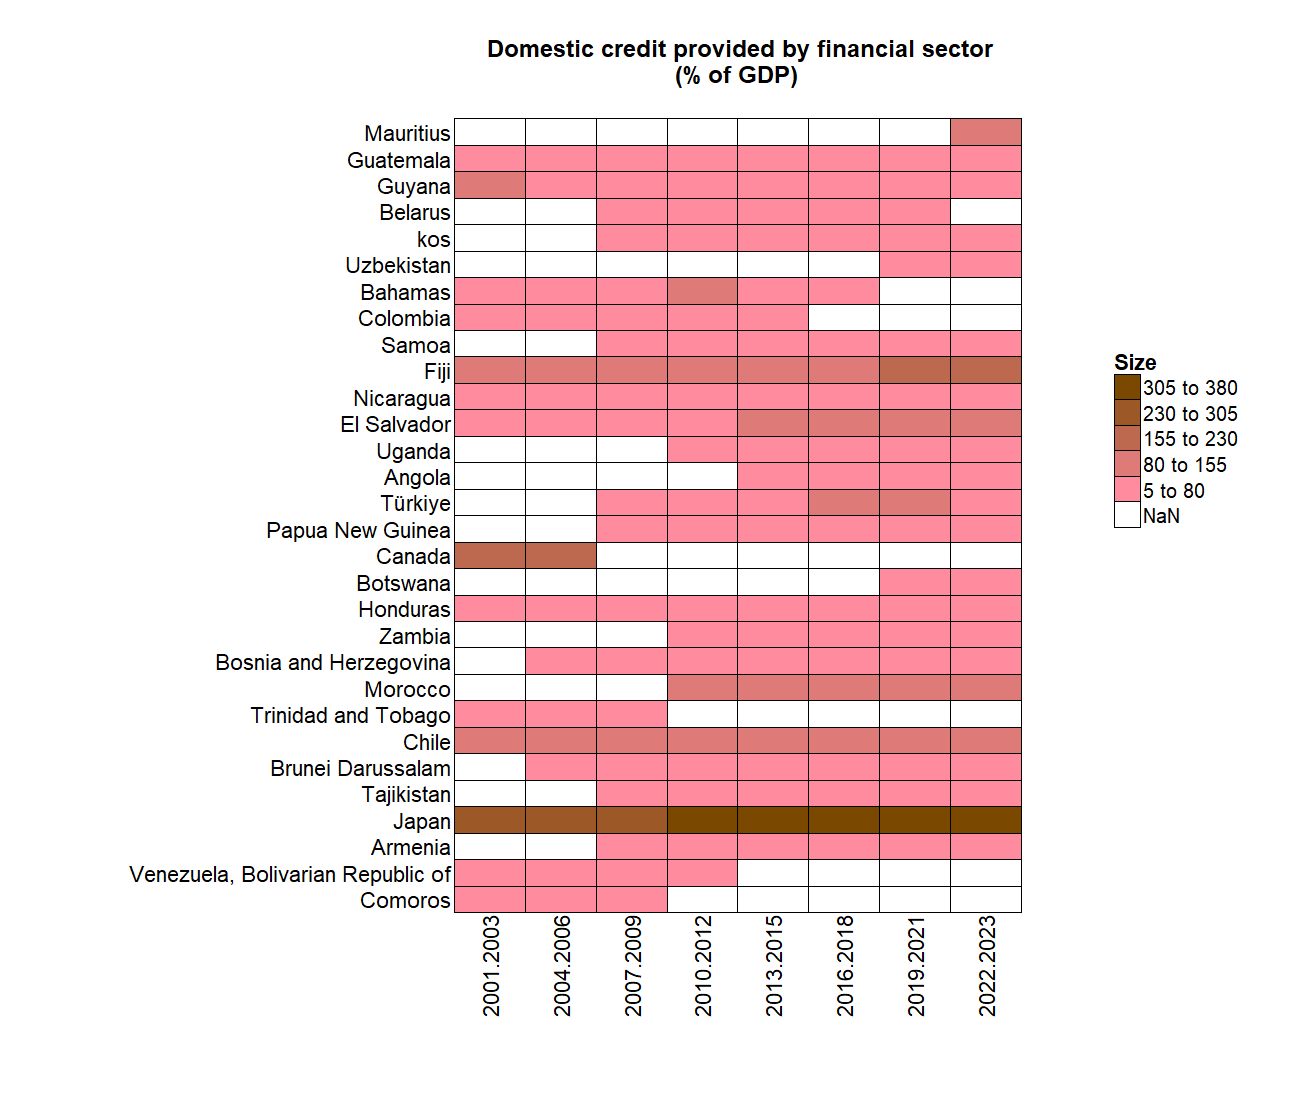 Domestic credit provided by financial sector
(% of GDP)
Mauritius
Guatemala
Guyana
Belarus
kos
Uzbekistan
Bahamas
Colombia
Samoa
Fiji
Nicaragua
El Salvador
Uganda
Angola
Türkiye
Papua New Guinea
Canada
Botswana
Honduras
Zambia
Bosnia and Herzegovina
Morocco
Trinidad and Tobago
Chile
Brunei Darussalam
Tajikistan
Japan
Armenia
Venezuela, Bolivarian Republic of
Comoros
2001.2003
2004.2006
2007.2009
2010.2012
2013.2015
2016.2018
2019.2021
2022.2023
Size
305 to 380
230 to 305
155 to 230
80 to 155
5 to 80
NaN